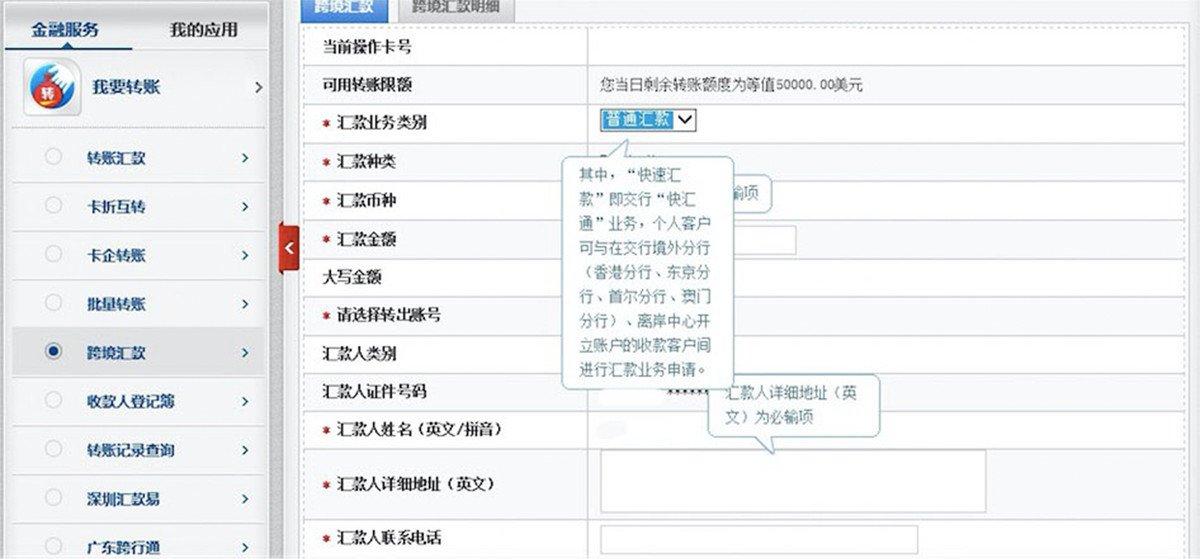 金融服务
我的应用
转
我要转账
转账汇款
卡折互转
卡企转账
批量转账
跨境汇款
收款人登记簿
转账记录查询
深圳汇款易
广东跨行通
跨境汇款
跨境汇款明细
当前操作卡号
可用转账限额
您当日剩余转账额度为等值50000.00美元
* 汇款业务类别
普通汇款
* 汇款种类
* 汇款币种
输项
* 汇款金额
大写金额
* 请选择转出账号
汇款人类别
汇款人证件号码
* 汇款人姓名（英文/拼音）
* 汇款人详细地址（英文）
* 汇款人联系电话
其中，“快速汇
款”即交行“快汇
通”业务，个人客户
可与在交行境外分行
（香港分行、东京分
行、首尔分行、澳门
分行）、离岸中心开
立账户的收款客户间
进行汇款业务申请。
汇款人详细地址（英
文）为必输项